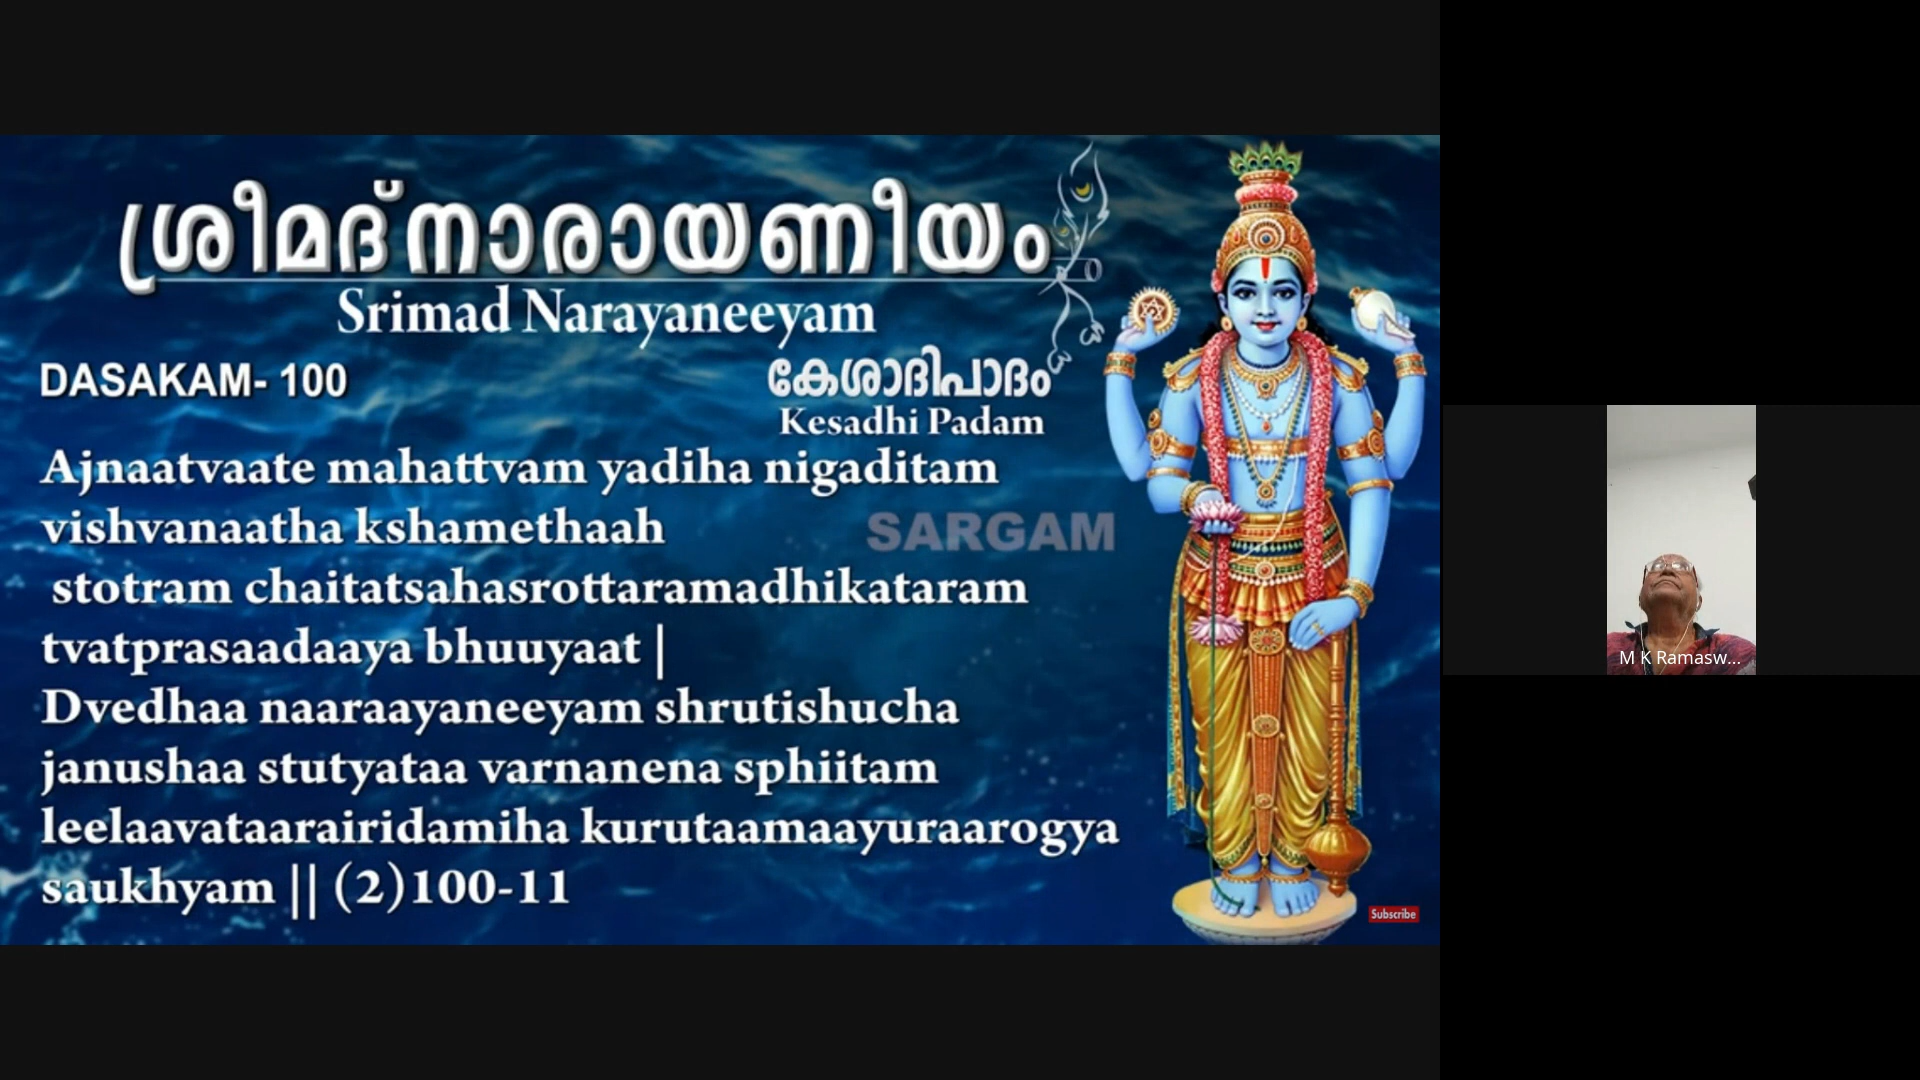 ശ്രീമദ് നാരായണീയം
Srimad Narayaneeyam
DASAKAM- 100
കേശാദിപാദം
Kesadhi Padam
Ajnaatvaate mahattvam yadiha nigaditam
vishvanaatha kshamethaah
SARGAM
stotram chaitatsahasrottaramadhikataram
tvatprasaadaaya bhuuyaat |
Dvedhaa naaraayaneeyam shrutishucha
janushaa stutyataa varnanena sphiitam
leelaavataarairidamiha kurutaamaayuraarogya
saukhyam || (2)100-11
Subscribe
M K Ramasw...